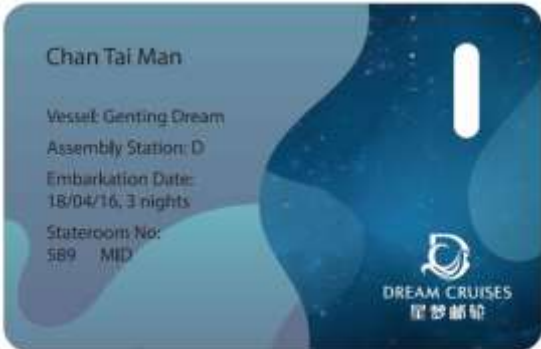 Chan Tai Man
Vessel: Genting Dream
Assembly Station: D
Embarkation Date:
18/04/16, 3 nights
Stateroom No:
589 MID
DREAM CRUISES
星梦邮轮